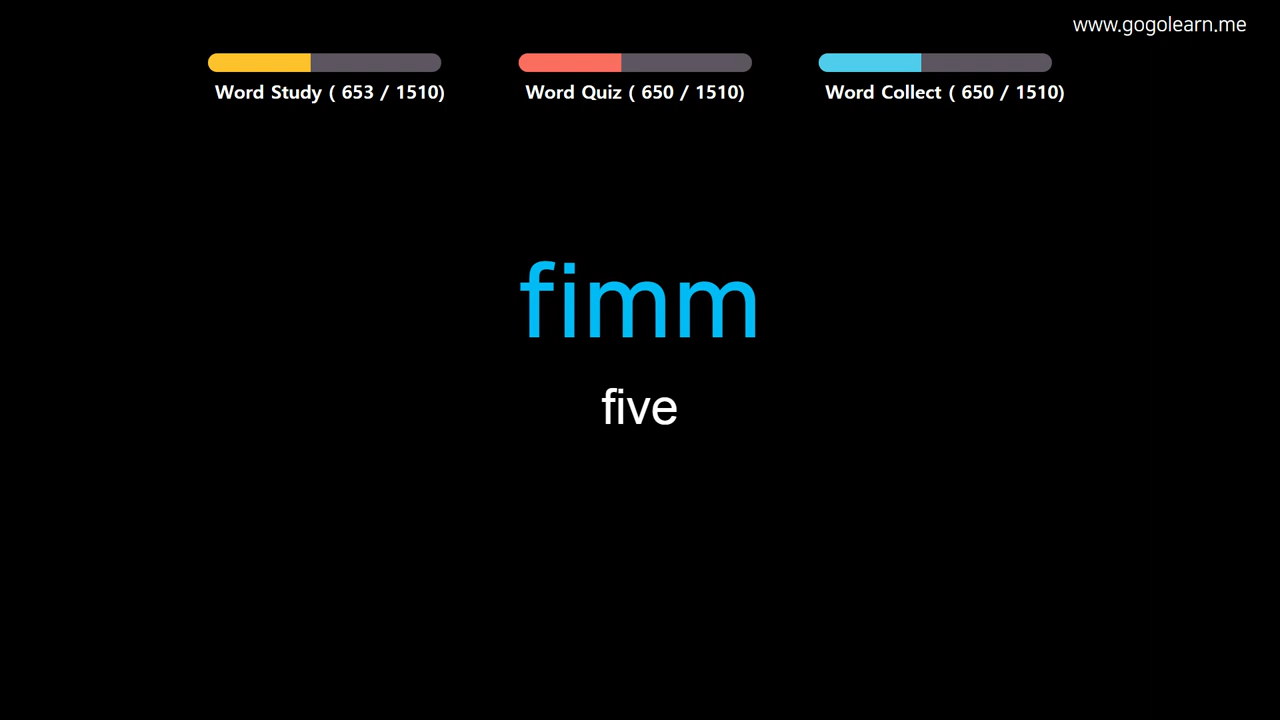 www.gogolearn.me
Word Study ( 653 / 1510)
Word Quiz ( 650 / 1510)
Word Collect ( 650 / 1510)
fimm
five